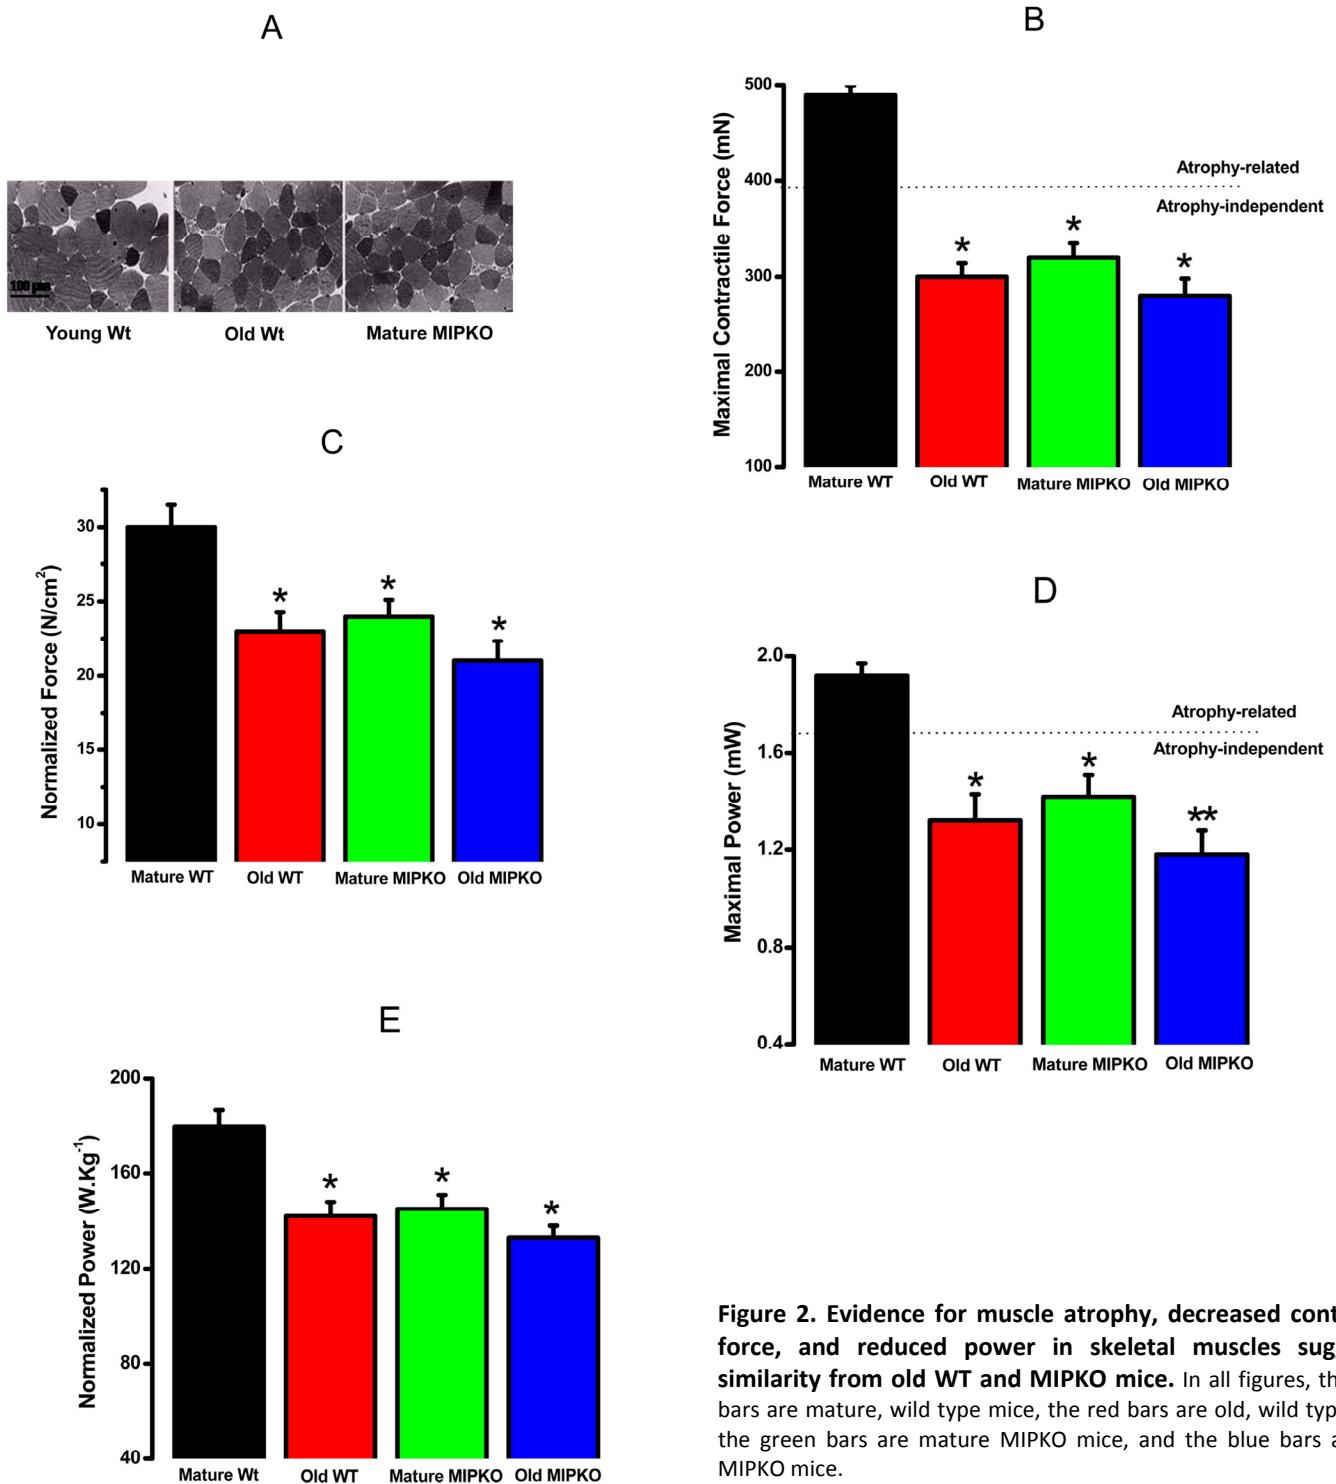 A
100 µm
Young Wt
Old Wt
Mature MIPKO
B
Maximal Contractile Force (mN)
500
400
300
200
100
Atrophy-related
Atrophy-independent
*
*
*
Mature WT
Old WT
Mature MIPKO
Old MIPKO
C
Normalized Force (N/cm²)
30
25
20
15
10
*
*
*
Mature WT
Old WT
Mature MIPKO
Old MIPKO
D
Maximal Power (mW)
2.0
1.6
1.2
0.8
0.4
Atrophy-related
Atrophy-independent
*
*
**
Mature WT
Old WT
Mature MIPKO
Old MIPKO
E
Normalized Power (W.Kg⁻¹)
200
160
120
80
40
*
*
*
Mature Wt
Old WT
Mature MIPKO
Old MIPKO
Figure 2. Evidence for muscle atrophy, decreased cont
force, and reduced power in skeletal muscles sug
similarity from old WT and MIPKO mice. In all figures, th
bars are mature, wild type mice, the red bars are old, wild typ
the green bars are mature MIPKO mice, and the blue bars a
MIPKO mice.